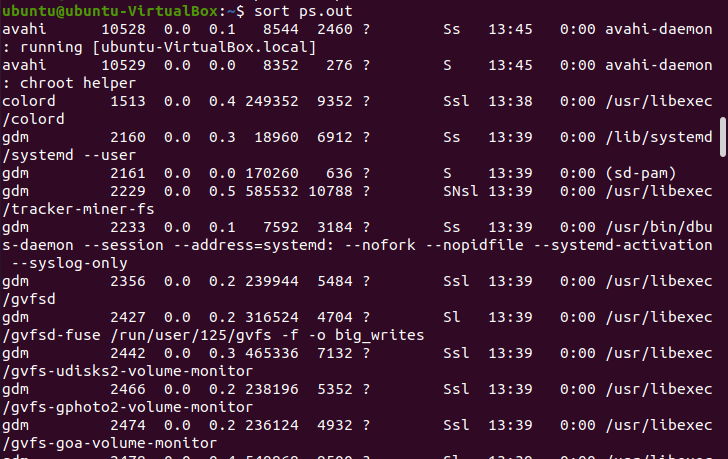 ubuntu@ubuntu-VirtualBox:~$ sort ps.out
avahi      10528  0.0  0.1   8544  2460 ?        Ss   13:45   0:00 avahi-daemon
: running [ubuntu-VirtualBox.local]
avahi      10529  0.0  0.0   8352   276 ?        S    13:45   0:00 avahi-daemon
: chroot helper
colord      1513  0.0  0.4 249352  9352 ?        Ssl  13:38   0:00 /usr/libexec
/colord
gdm         2160  0.0  0.3  18960  6912 ?        Ss   13:39   0:00 /lib/systemd
/systemd --user
gdm         2161  0.0  0.0 170260   636 ?        S    13:39   0:00 (sd-pam)
gdm         2229  0.0  0.5 585532 10788 ?        SNsl 13:39   0:00 /usr/libexec
/tracker-miner-fs
gdm         2233  0.0  0.1   7592  3184 ?        Ss   13:39   0:00 /usr/bin/dbu
s-daemon --session --address=systemd: --nofork --nopidfile --systemd-activation
 --syslog-only
gdm         2356  0.0  0.2 239944  5484 ?        Ssl  13:39   0:00 /usr/libexec
/gvfsd
gdm         2427  0.0  0.2 316524  4704 ?        Sl   13:39   0:00 /usr/libexec
/gvfsd-fuse /run/user/125/gvfs -f -o big_writes
gdm         2442  0.0  0.3 465336  7132 ?        Ssl  13:39   0:00 /usr/libexec
/gvfs-udisks2-volume-monitor
gdm         2466  0.0  0.2 238196  5352 ?        Ssl  13:39   0:00 /usr/libexec
/gvfs-gphoto2-volume-monitor
gdm         2474  0.0  0.2 236124  4932 ?        Ssl  13:39   0:00 /usr/libexec
/gvfs-goa-volume-monitor